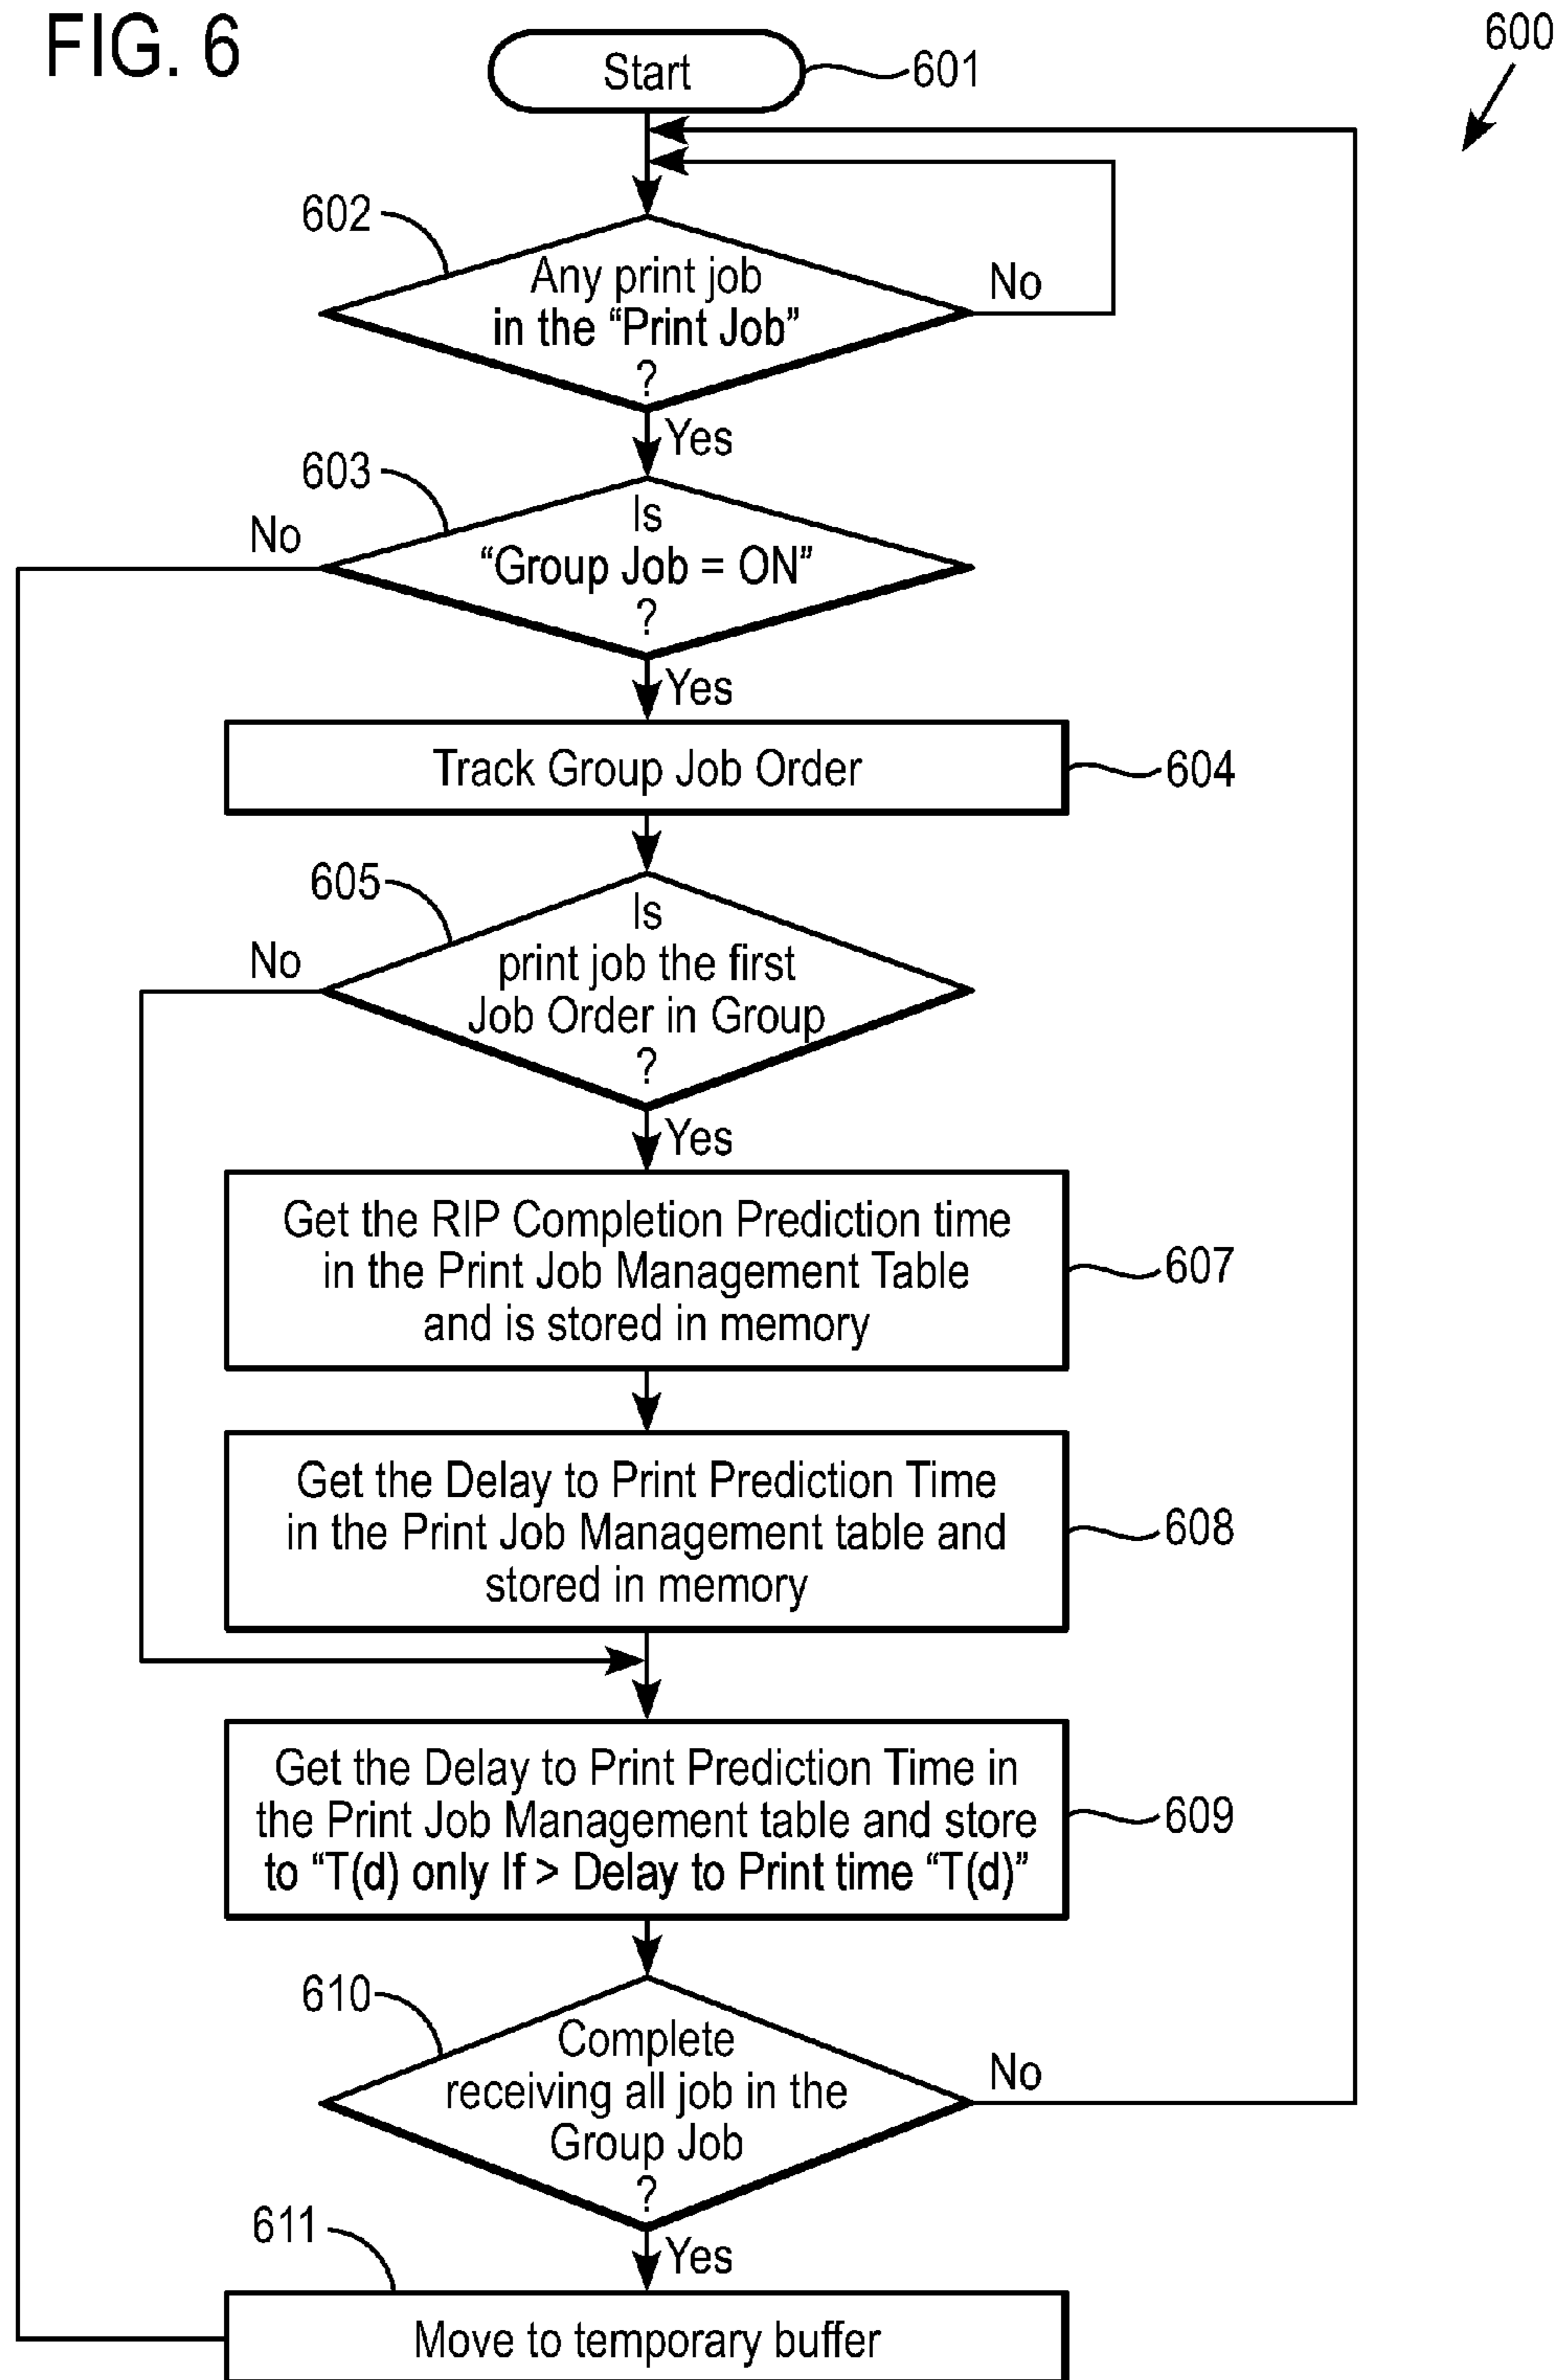 FIG. 6
600
Start
601
602
Any print job
in the “Print Job”
?
No
Yes
603
Is
“Group Job = ON”
?
No
Yes
Track Group Job Order
604
605
Is
print job the first
Job Order in Group
?
No
Yes
Get the RIP Completion Prediction time
in the Print Job Management Table
and is stored in memory
607
Get the Delay to Print Prediction Time
in the Print Job Management table and
stored in memory
608
Get the Delay to Print Prediction Time in
the Print Job Management table and store
to “T(d) only If > Delay to Print time “T(d)”
609
610
Complete
receiving all job in the
Group Job
?
No
Yes
611
Move to temporary buffer